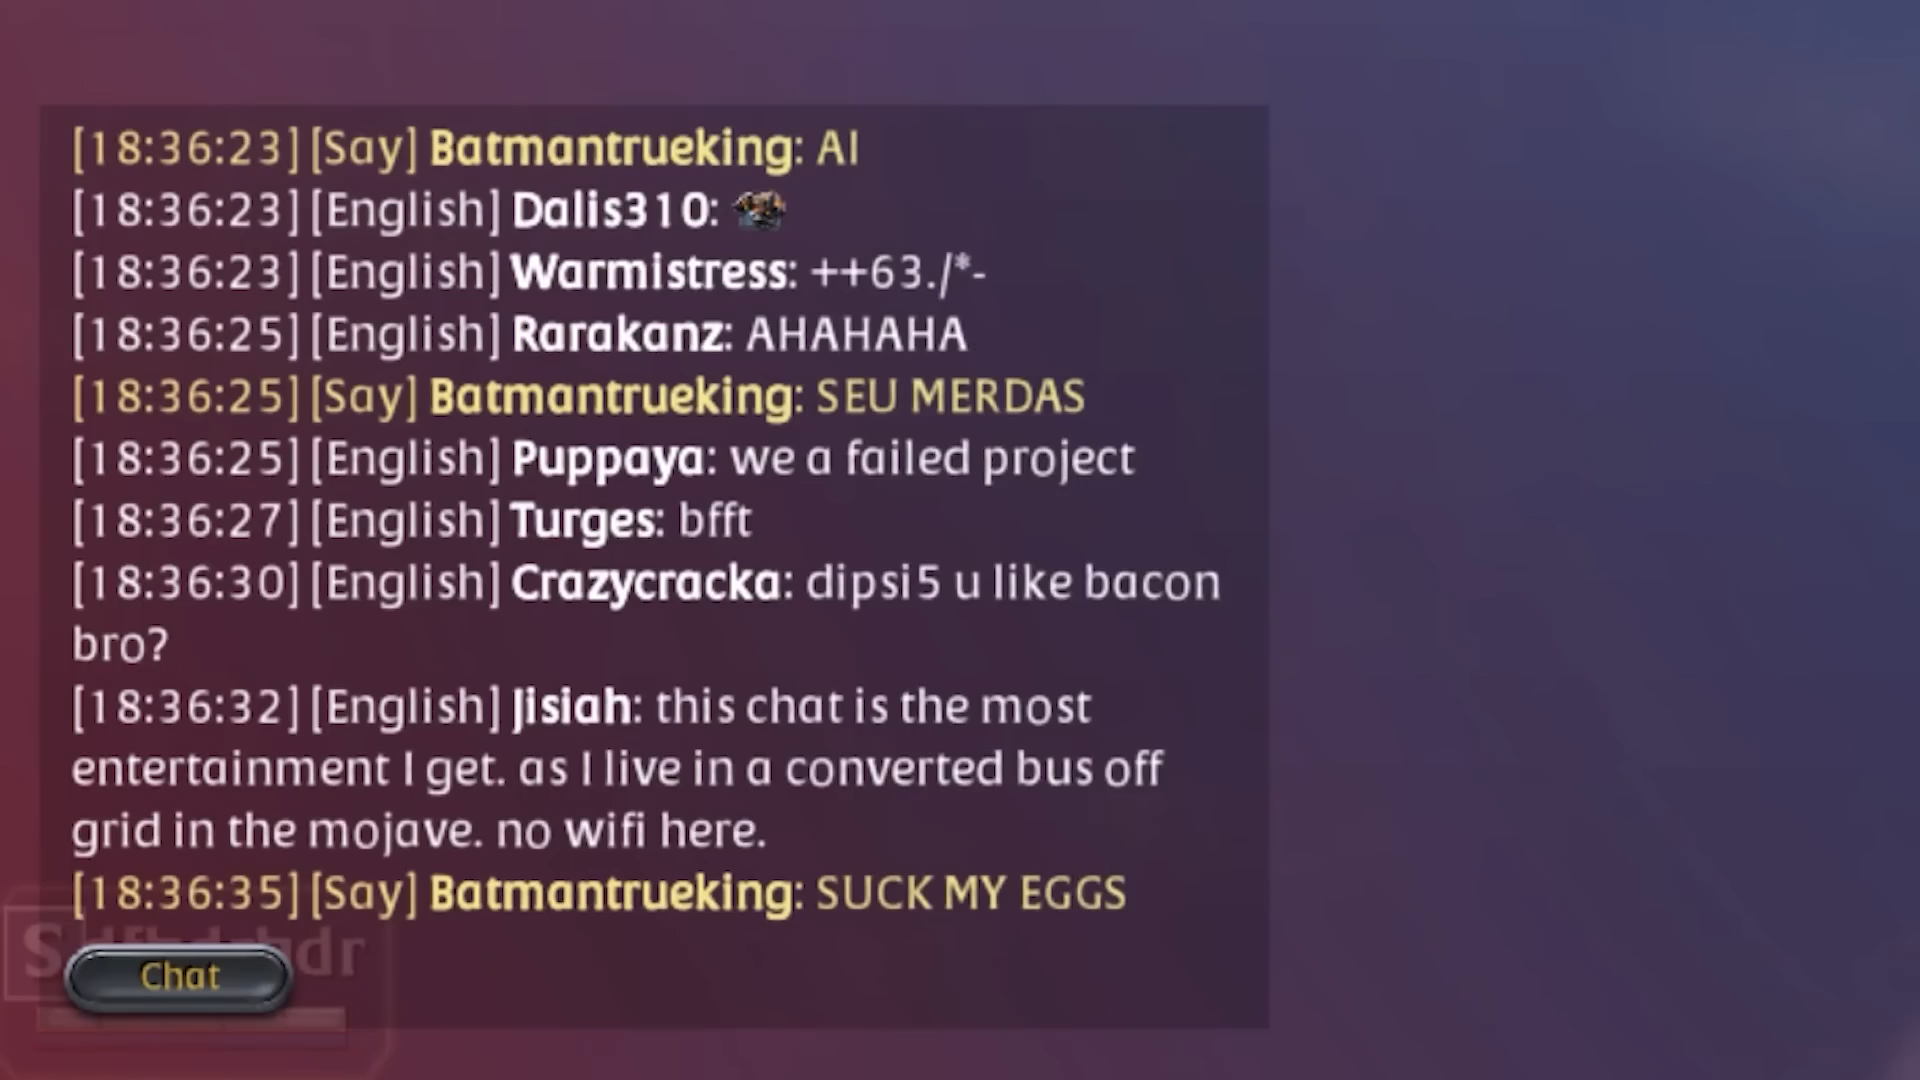 [18:36:23][Say] Batmantrueking: AI
[18:36:23][English] Dalis310:
[18:36:23][English] Warmistress: ++63./*-
[18:36:25][English] Rarakanz: AHAHAHA
[18:36:25][Say] Batmantrueking: SEU MERDAS
[18:36:25][English] Puppaya: we a failed project
[18:36:27][English] Turges: bfft
[18:36:30][English] Crazycracka: dipsi5 u like bacon
bro?
[18:36:32][English] Jisiah: this chat is the most
entertainment I get. as I live in a converted bus off
grid in the mojave. no wifi here.
[18:36:35][Say] Batmantrueking: SUCK MY EGGS
Chat